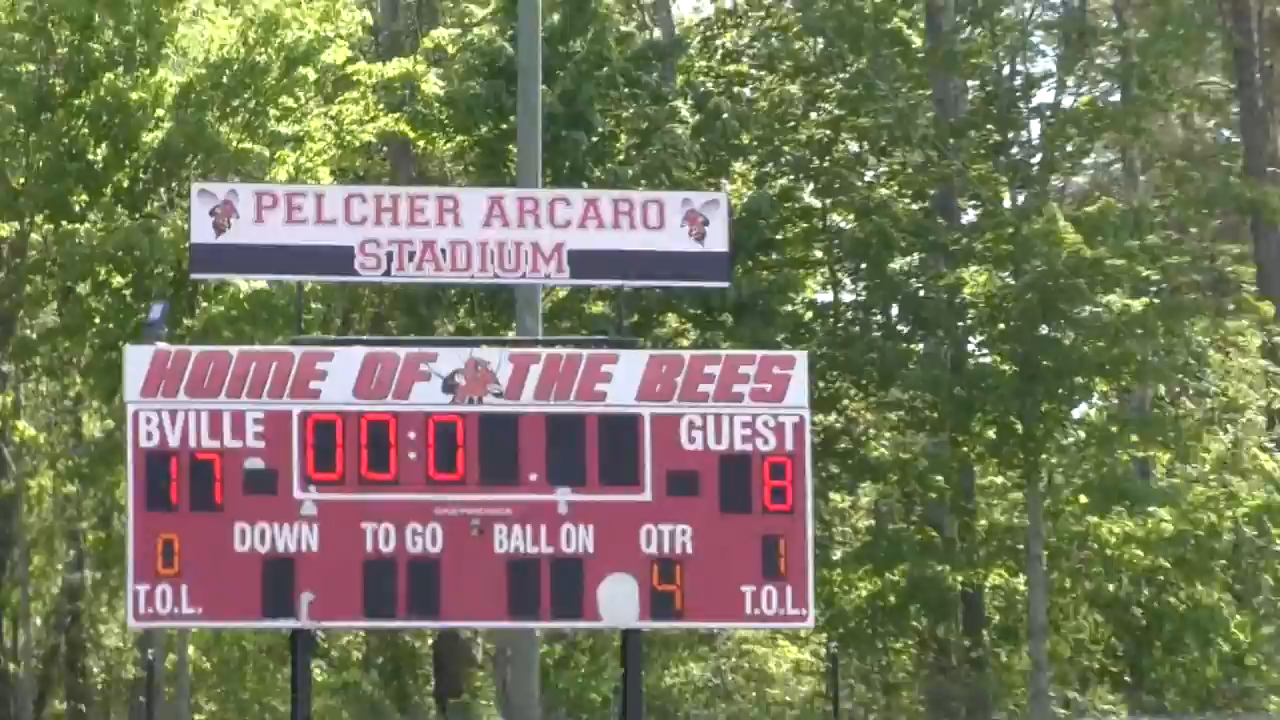 PELCHER ARCARO
STADIUM
HOME OF THE BEES
BVILLE 00:0 . GUEST
17 8
DOWN TO GO BALL ON QTR
0 4 1
T.O.L. T.O.L.